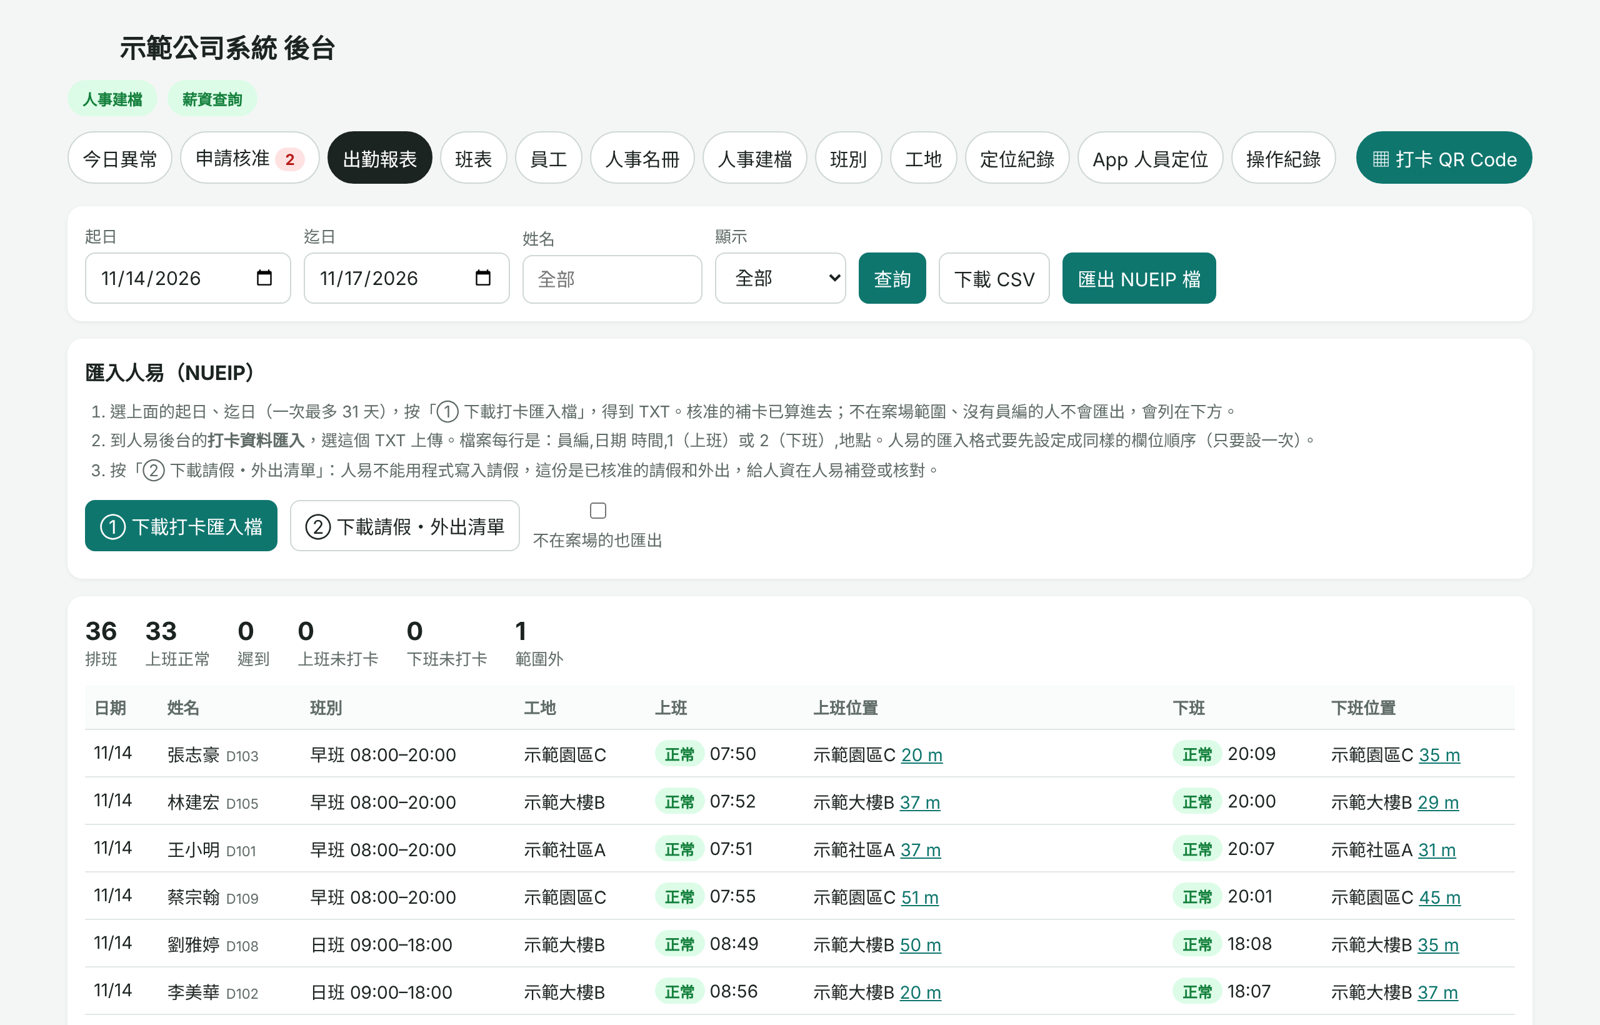 示範公司系統 後台
人事建檔 薪資查詢
今日異常 申請核准 2 出勤報表 班表 員工 人事名冊 人事建檔 班別 工地 定位紀錄 App 人員定位 操作紀錄 ▦ 打卡 QR Code
起日 迄日 姓名 顯示
11/14/2026 11/17/2026 全部 全部 查詢 下載 CSV 匯出 NUEIP 檔
匯入人易（NUEIP）
1. 選上面的起日、迄日（一次最多 31 天），按「① 下載打卡匯入檔」，得到 TXT。核准的補卡已算進去；不在案場範圍、沒有員編的人不會匯出，會列在下方。
2. 到人易後台的打卡資料匯入，選這個 TXT 上傳。檔案每行是：員編,日期 時間,1（上班）或 2（下班）,地點。人易的匯入格式要先設定成同樣的欄位順序（只要設一次）。
3. 按「② 下載請假・外出清單」：人易不能用程式寫入請假，這份是已核准的請假和外出，給人資在人易補登或核對。
① 下載打卡匯入檔 ② 下載請假・外出清單 不在案場的也匯出
36 33 0 0 0 1
排班 上班正常 遲到 上班未打卡 下班未打卡 範圍外
日期 姓名 班別 工地 上班 上班位置 下班 下班位置
11/14 張志豪 D103 早班 08:00–20:00 示範園區C 正常 07:50 示範園區C 20 m 正常 20:09 示範園區C 35 m
11/14 林建宏 D105 早班 08:00–20:00 示範大樓B 正常 07:52 示範大樓B 37 m 正常 20:00 示範大樓B 29 m
11/14 王小明 D101 早班 08:00–20:00 示範社區A 正常 07:51 示範社區A 37 m 正常 20:07 示範社區A 31 m
11/14 蔡宗翰 D109 早班 08:00–20:00 示範園區C 正常 07:55 示範園區C 51 m 正常 20:01 示範園區C 45 m
11/14 劉雅婷 D108 日班 09:00–18:00 示範大樓B 正常 08:49 示範大樓B 50 m 正常 18:08 示範大樓B 35 m
11/14 李美華 D102 日班 09:00–18:00 示範大樓B 正常 08:56 示範大樓B 20 m 正常 18:07 示範大樓B 37 m